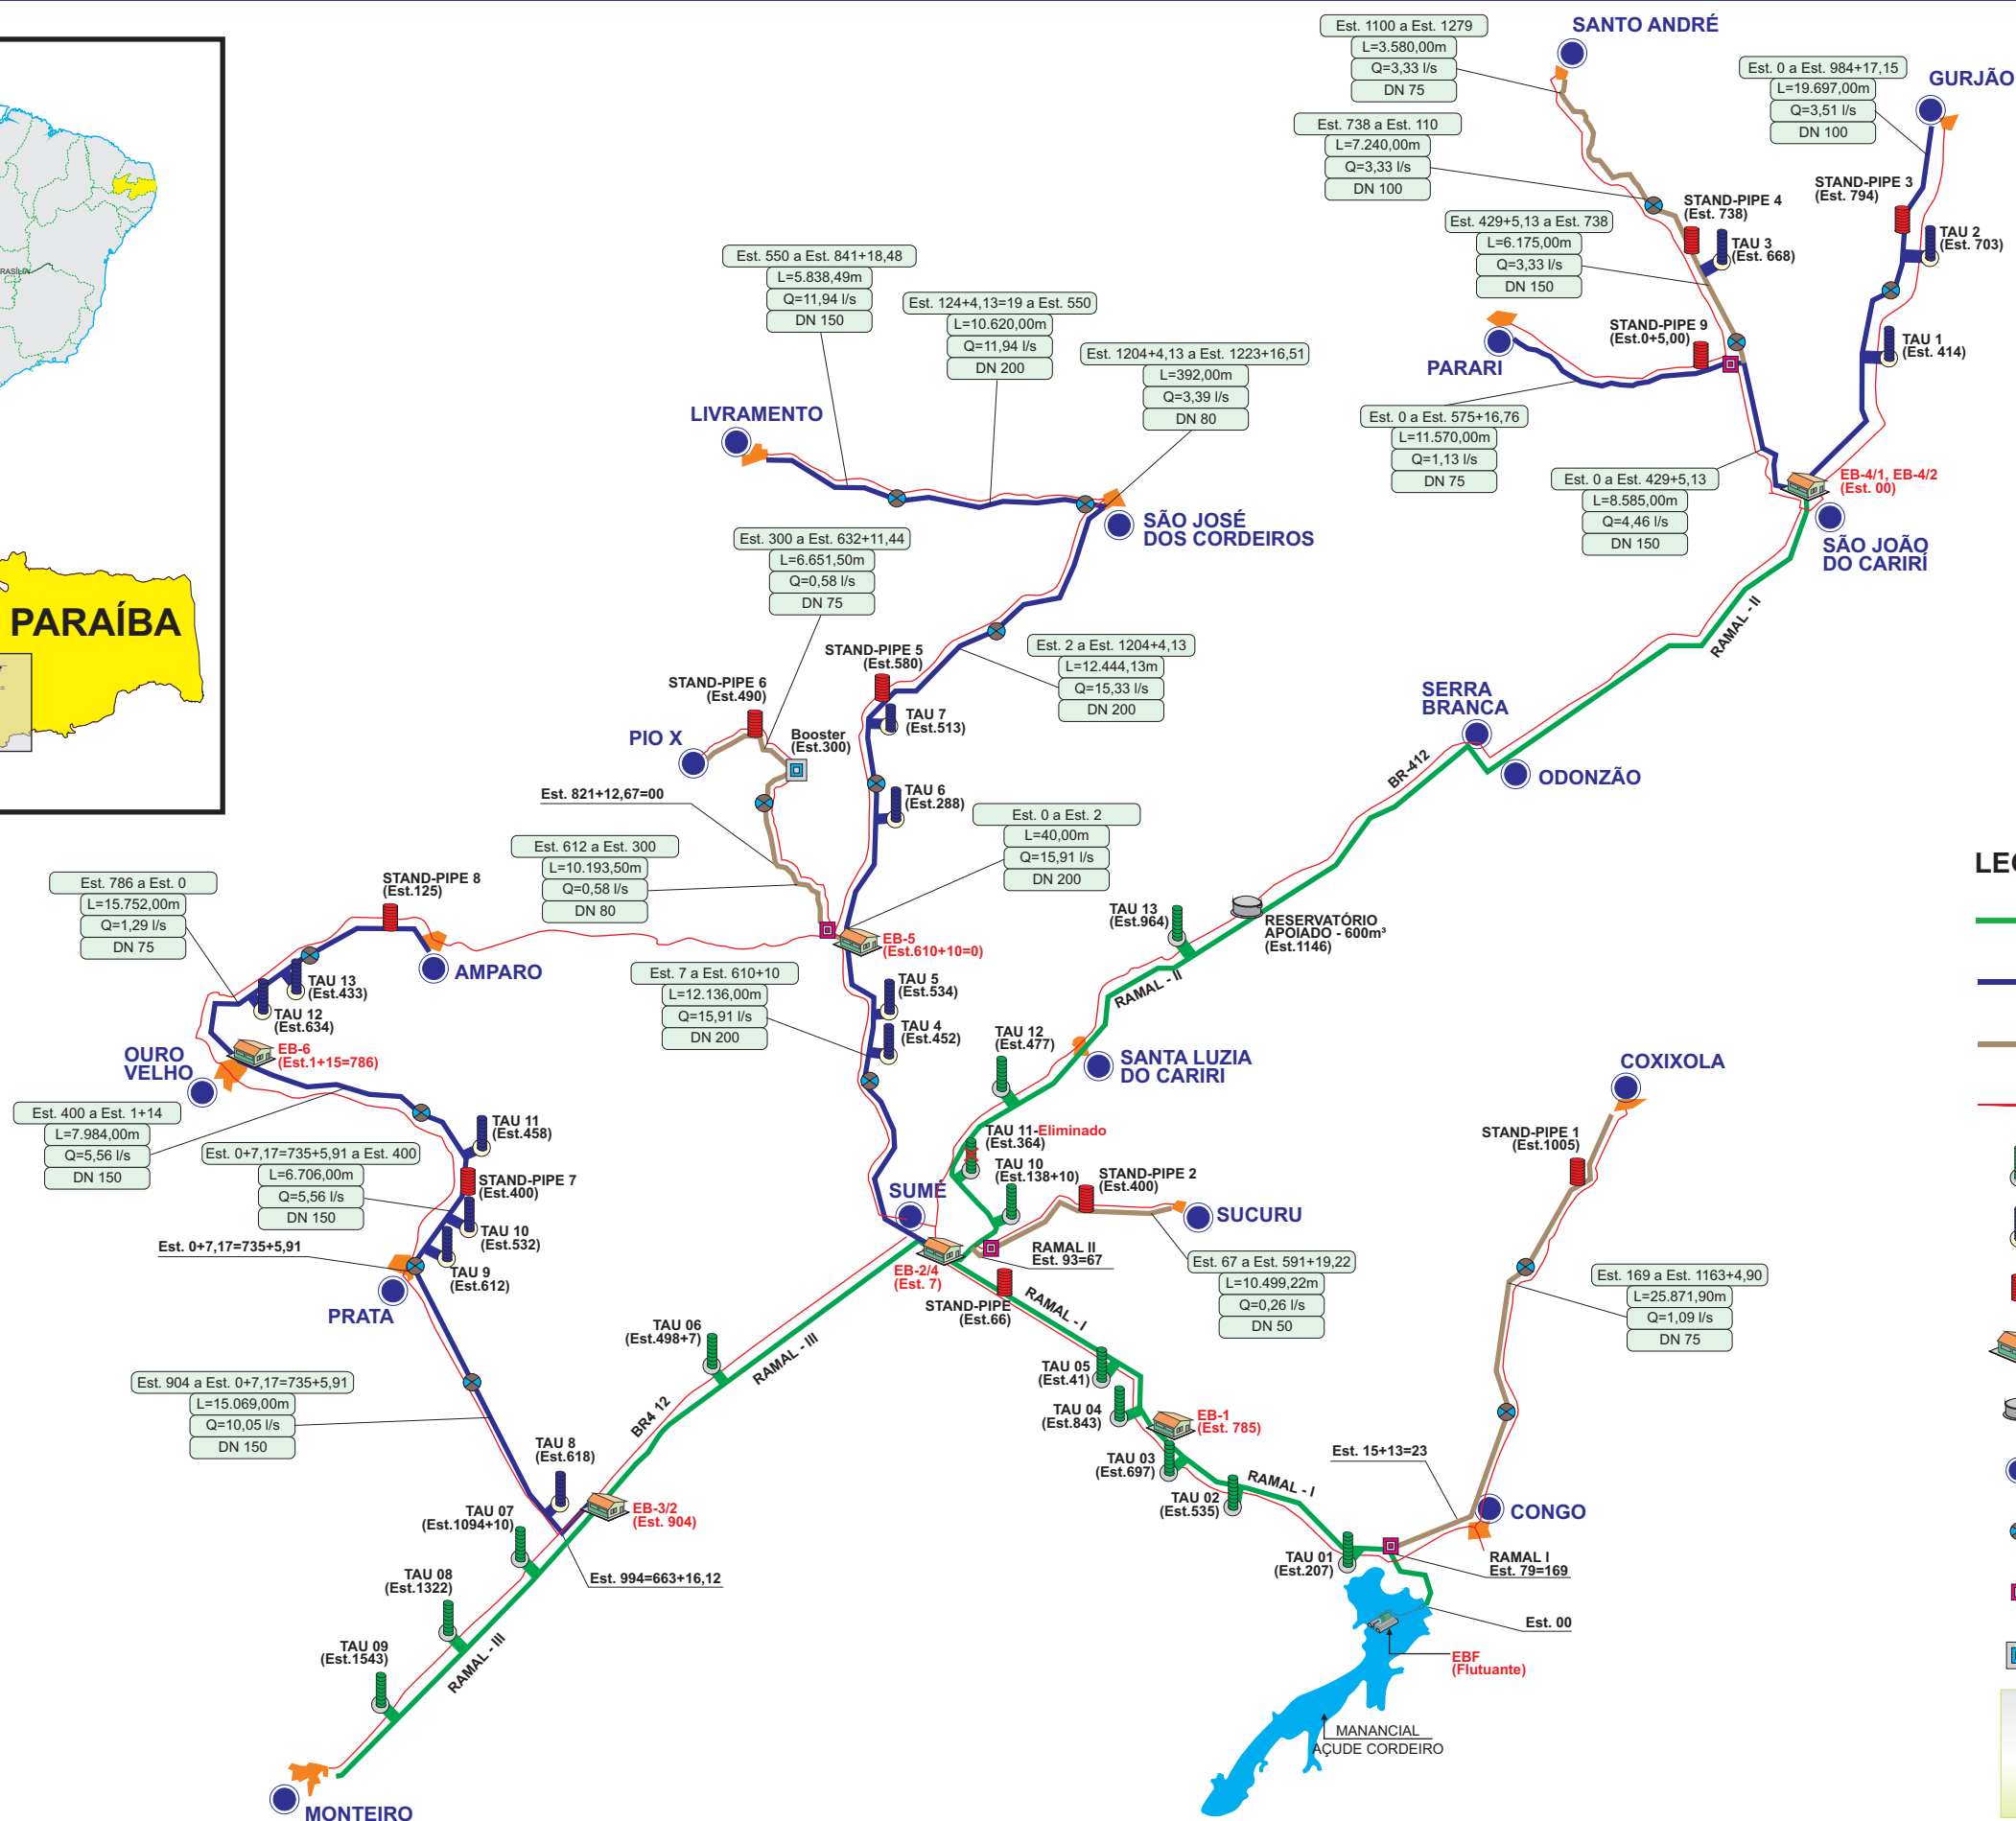 Est. 1100 a Est. 1279
L=3.580,00m
Q=3,33 l/s
DN 75
SANTO ANDRÉ
Est. 0 a Est. 984+17,15
L=19.697,00m
Q=3,51 l/s
DN 100
GURJÃO
Est. 738 a Est. 110
L=7.240,00m
Q=3,33 l/s
DN 100
STAND-PIPE 3
(Est. 794)
STAND-PIPE 4
(Est. 738)
TAU 2
(Est. 703)
TAU 3
(Est. 668)
Est. 429+5,13 a Est. 738
L=6.175,00m
Q=3,33 l/s
DN 150
Est. 550 a Est. 841+18,48
L=5.838,49m
Q=11,94 l/s
DN 150
Est. 124+4,13=19 a Est. 550
L=10.620,00m
Q=11,94 l/s
DN 200
STAND-PIPE 9
(Est.0+5,00)
TAU 1
(Est. 414)
PARARI
Est. 1204+4,13 a Est. 1223+16,51
L=392,00m
Q=3,39 l/s
DN 80
LIVRAMENTO
Est. 0 a Est. 575+16,76
L=11.570,00m
Q=1,13 l/s
DN 75
Est. 0 a Est. 429+5,13
L=8.585,00m
Q=4,46 l/s
DN 150
EB-4/1, EB-4/2
(Est. 00)
SÃO JOSÉ
DOS CORDEIROS
SÃO JOÃO
DO CARIRÍ
Est. 300 a Est. 632+11,44
L=6.651,50m
Q=0,58 l/s
DN 75
PARAÍBA
RAMAL - II
STAND-PIPE 5
(Est.580)
Est. 2 a Est. 1204+4,13
L=12.444,13m
Q=15,33 l/s
DN 200
STAND-PIPE 6
(Est.490)
SERRA
BRANCA
TAU 7
(Est.513)
PIO X
Booster
(Est.300)
BR-412
ODONZÃO
Est. 821+12,67=00
TAU 6
(Est.288)
Est. 0 a Est. 2
L=40,00m
Q=15,91 l/s
DN 200
Est. 612 a Est. 300
L=10.193,50m
Q=0,58 l/s
DN 80
Est. 786 a Est. 0
L=15.752,00m
Q=1,29 l/s
DN 75
STAND-PIPE 8
(Est.125)
TAU 13
(Est.964)
RESERVATÓRIO
APOIADO - 600m³
(Est.1146)
EB-5
(Est.610+10=0)
AMPARO
Est. 7 a Est. 610+10
L=12.136,00m
Q=15,91 l/s
DN 200
TAU 13
(Est.433)
TAU 12
(Est.634)
TAU 5
(Est.534)
TAU 4
(Est.452)
RAMAL - II
TAU 12
(Est.477)
SANTA LUZIA
DO CARIRI
OURO
VELHO
EB-6
(Est.1+15=786)
COXIXOLA
Est. 400 a Est. 1+14
L=7.984,00m
Q=5,56 l/s
DN 150
TAU 11
(Est.458)
TAU 11-Eliminado
(Est.364)
STAND-PIPE 1
(Est.1005)
Est. 0+7,17=735+5,91 a Est. 400
L=6.706,00m
Q=5,56 l/s
DN 150
STAND-PIPE 7
(Est.400)
TAU 10
(Est.138+10)
STAND-PIPE 2
(Est.400)
SUMÉ
SUCURU
TAU 10
(Est.532)
Est. 0+7,17=735+5,91
TAU 9
(Est.612)
EB-2/4
(Est. 7)
RAMAL II
Est. 93=67
Est. 67 a Est. 591+19,22
L=10.499,22m
Q=0,26 l/s
DN 50
Est. 169 a Est. 1163+4,90
L=25.871,90m
Q=1,09 l/s
DN 75
PRATA
STAND-PIPE
(Est.66)
RAMAL - I
TAU 06
(Est.498+7)
RAMAL - III
TAU 05
(Est.41)
Est. 904 a Est. 0+7,17=735+5,91
L=15.069,00m
Q=10,05 l/s
DN 150
TAU 04
(Est.843)
EB-1
(Est. 785)
BR4 12
TAU 8
(Est.618)
TAU 03
(Est.697)
Est. 15+13=23
TAU 02
(Est.535)
RAMAL - I
TAU 07
(Est.1094+10)
EB-3/2
(Est. 904)
CONGO
TAU 01
(Est.207)
RAMAL I
Est. 79=169
TAU 08
(Est.1322)
Est. 994=663+16,12
Est. 00
TAU 09
(Est.1543)
RAMAL - III
EBF
(Flutuante)
MANANCIAL
AÇUDE CORDEIRO
MONTEIRO